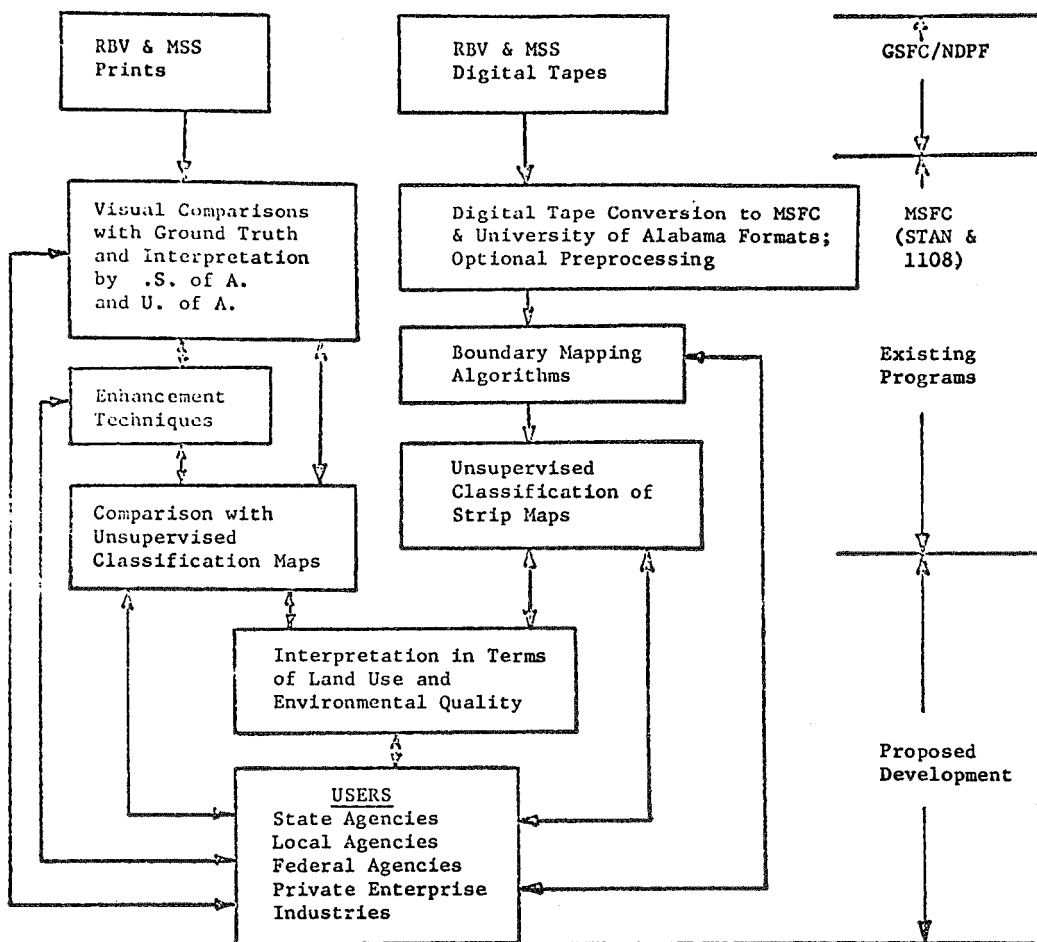 RBV & MSS
Prints
RBV & MSS
Digital Tapes
GSFC/NDPF
Visual Comparisons
with Ground Truth
and Interpretation
by .S. of A.
and U. of A.
Digital Tape Conversion to MSFC
& University of Alabama Formats;
Optional Preprocessing
MSFC
(STAN &
1108)
Enhancement
Techniques
Boundary Mapping
Algorithms
Existing
Programs
Comparison with
Unsupervised
Classification Maps
Unsupervised
Classification of
Strip Maps
Interpretation in Terms
of Land Use and
Environmental Quality
Proposed
Development
USERS
State Agencies
Local Agencies
Federal Agencies
Private Enterprise
Industries